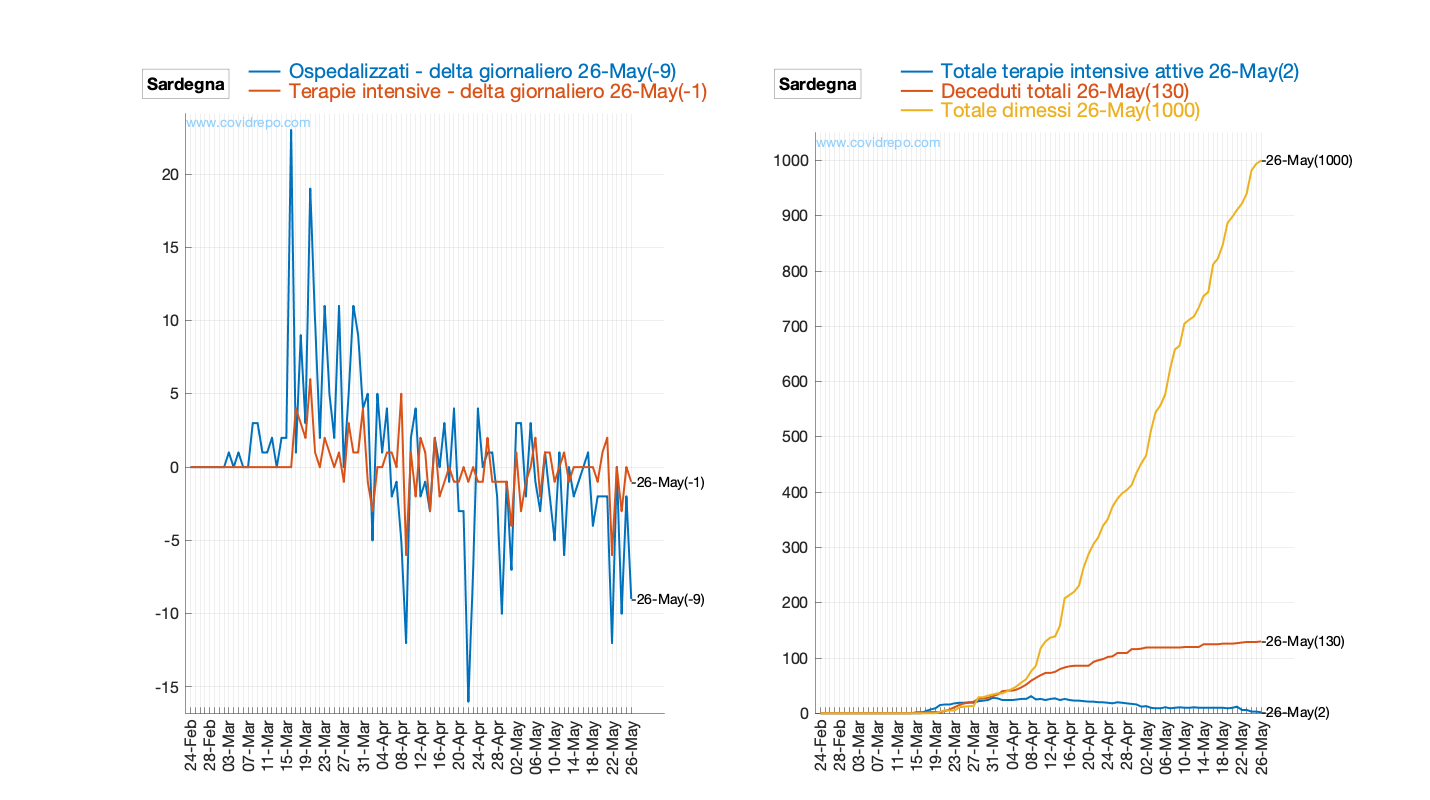 Sardegna
Ospedalizzati - delta giornaliero 26-May(-9)
Terapie intensive - delta giornaliero 26-May(-1)
www.covidrepo.com
20
15
10
5
0
-5
-10
-15
-26-May(-1)
-26-May(-9)
24-Feb
28-Feb
03-Mar
07-Mar
11-Mar
15-Mar
19-Mar
23-Mar
27-Mar
31-Mar
04-Apr
08-Apr
12-Apr
16-Apr
20-Apr
24-Apr
28-Apr
02-May
06-May
10-May
14-May
18-May
22-May
26-May
Sardegna
Totale terapie intensive attive 26-May(2)
Deceduti totali 26-May(130)
Totale dimessi 26-May(1000)
www.covidrepo.com
1000
900
800
700
600
500
400
300
200
100
0
-26-May(1000)
-26-May(130)
-26-May(2)
24-Feb
28-Feb
03-Mar
07-Mar
11-Mar
15-Mar
19-Mar
23-Mar
27-Mar
31-Mar
04-Apr
08-Apr
12-Apr
16-Apr
20-Apr
24-Apr
28-Apr
02-May
06-May
10-May
14-May
18-May
22-May
26-May